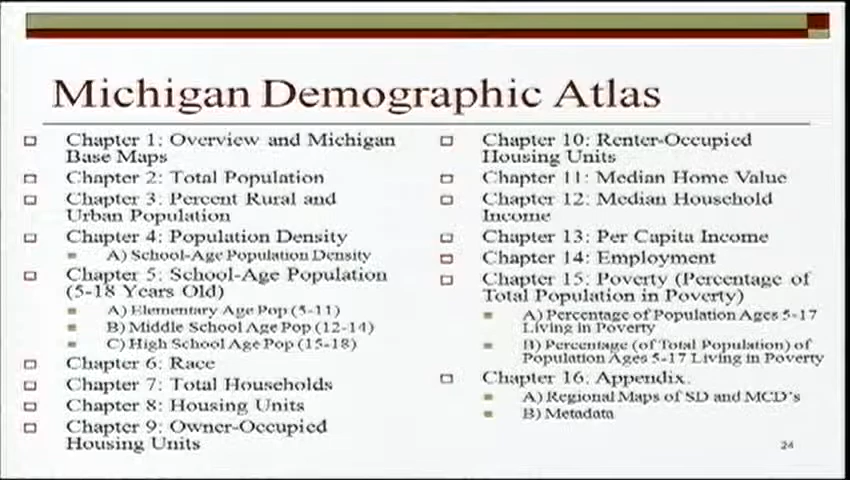 Michigan Demographic Atlas
Chapter 1: Overview and Michigan
Base Maps
Chapter 2: Total Population
Chapter 3: Percent Rural and
Urban Population
Chapter 4: Population Density
A) School-Age Population Density
Chapter 5: School-Age Population
(5-18 Years Old)
A) Elementary Age Pop (5-11)
B) Middle School Age Pop (12-14)
C) High School Age Pop (15-18)
Chapter 6: Race
Chapter 7: Total Households
Chapter 8: Housing Units
Chapter 9: Owner-Occupied
Housing Units
Chapter 10: Renter-Occupied
Housing Units
Chapter 11: Median Home Value
Chapter 12: Median Household
Income
Chapter 13: Per Capita Income
Chapter 14: Employment
Chapter 15: Poverty (Percentage of
Total Population in Poverty)
A) Percentage of Population Ages 5-17
Living in Poverty
B) Percentage (of Total Population) of
Population Ages 5-17 Living in Poverty
Chapter 16: Appendix.
A) Regional Maps of SD and MCD's
B) Metadata
24